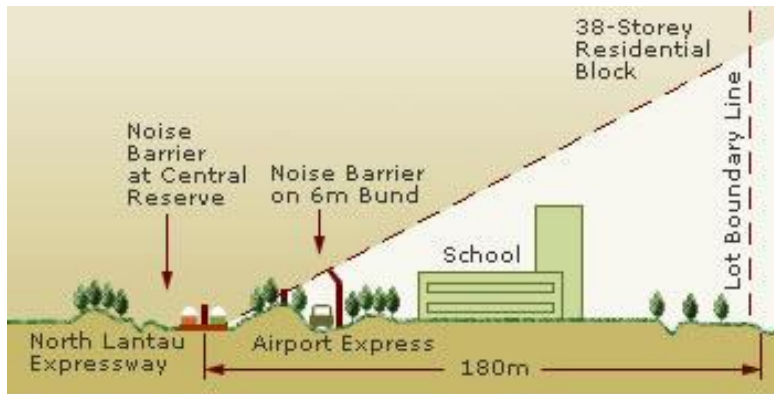 38-Storey
Residential
Block
Lot Boundary Line
Noise
Barrier
at Central
Reserve
Noise Barrier
on 6m Bund
School
North Lantau
Expressway
Airport Express
180m